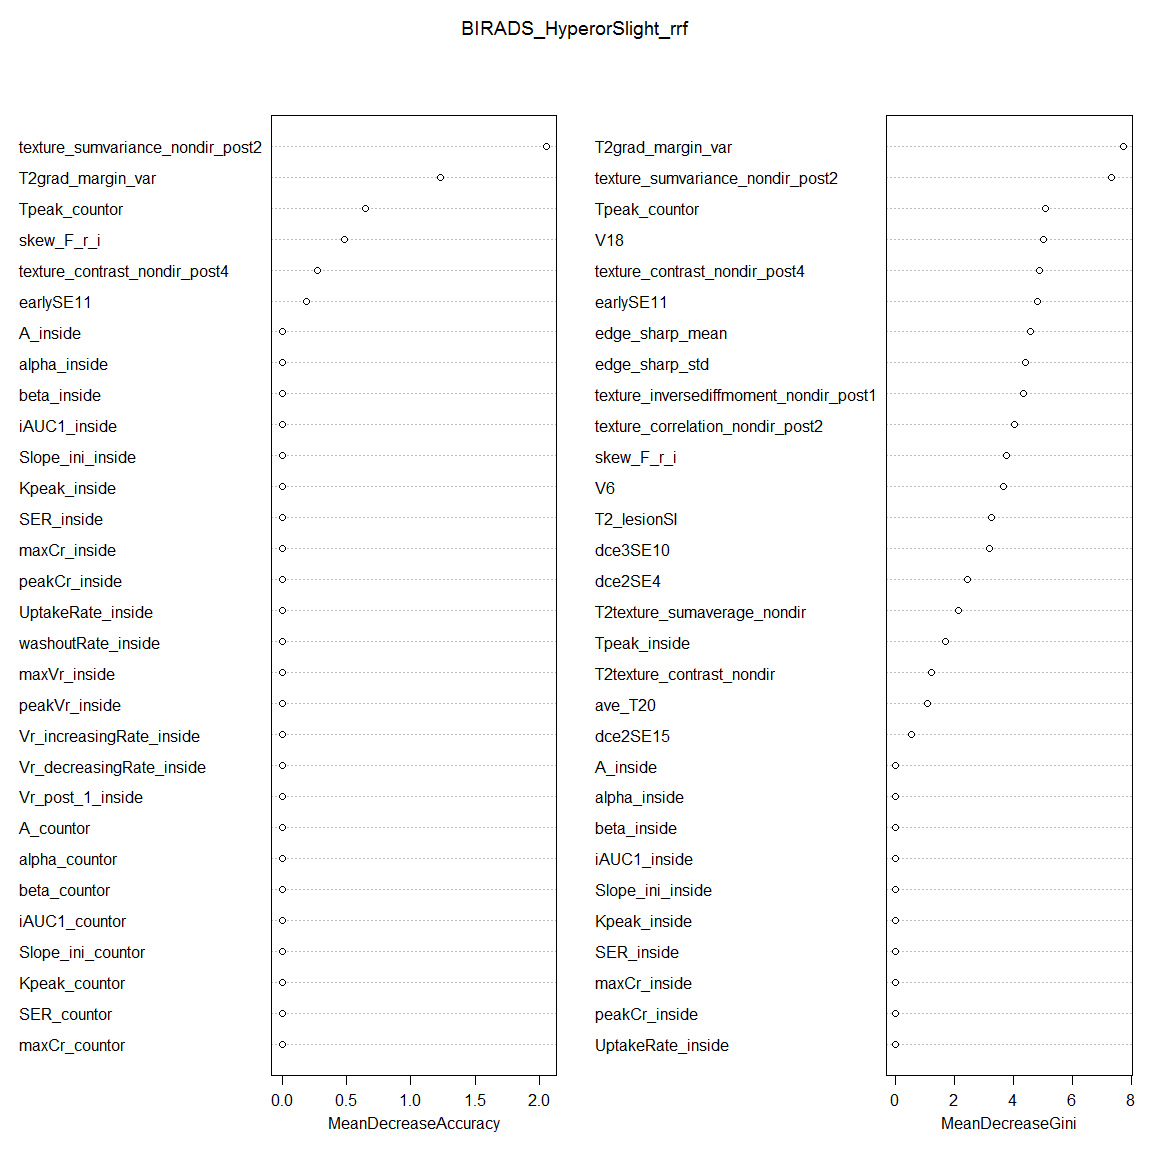 BIRADS_HyperorSlight_rrf
texture_sumvariance_nondir_post2
T2grad_margin_var
Tpeak_countor
skew_F_r_i
texture_contrast_nondir_post4
earlySE11
A_inside
alpha_inside
beta_inside
iAUC1_inside
Slope_ini_inside
Kpeak_inside
SER_inside
maxCr_inside
peakCr_inside
UptakeRate_inside
washoutRate_inside
maxVr_inside
peakVr_inside
Vr_increasingRate_inside
Vr_decreasingRate_inside
Vr_post_1_inside
A_countor
alpha_countor
beta_countor
iAUC1_countor
Slope_ini_countor
Kpeak_countor
SER_countor
maxCr_countor
0.0 0.5 1.0 1.5 2.0
MeanDecreaseAccuracy
T2grad_margin_var
texture_sumvariance_nondir_post2
Tpeak_countor
V18
texture_contrast_nondir_post4
earlySE11
edge_sharp_mean
edge_sharp_std
texture_inversediffmoment_nondir_post1
texture_correlation_nondir_post2
skew_F_r_i
V6
T2_lesionSI
dce3SE10
dce2SE4
T2texture_sumaverage_nondir
Tpeak_inside
T2texture_contrast_nondir
ave_T20
dce2SE15
A_inside
alpha_inside
beta_inside
iAUC1_inside
Slope_ini_inside
Kpeak_inside
SER_inside
maxCr_inside
peakCr_inside
UptakeRate_inside
0 2 4 6 8
MeanDecreaseGini